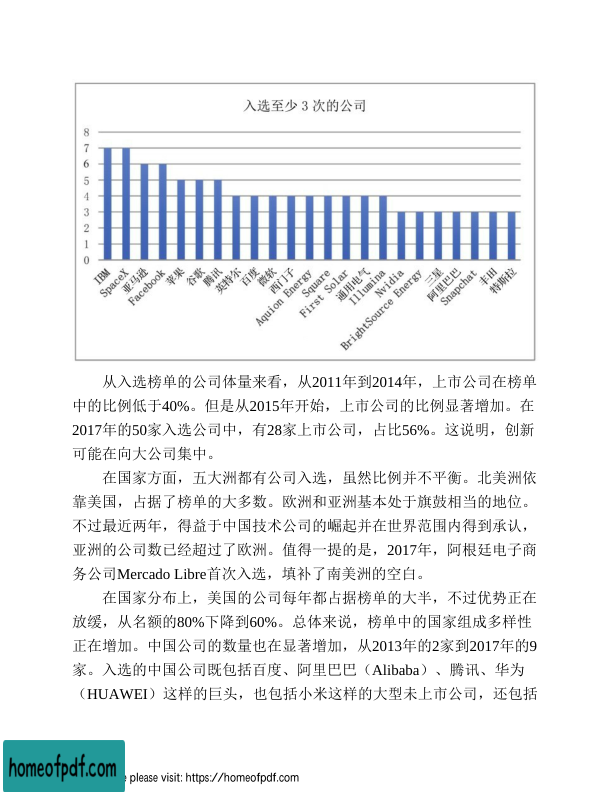 入选至少 3 次的公司
8
7
6
5
4
3
2
1
0
IBM
SpaceX
亚马逊
Facebook
苹果
谷歌
腾讯
英特尔
百度
微软
西门子
Aquion Energy
Square
First Solar
通用电气
Illumina
Nvidia
BrightSource Energy
三星
阿里巴巴
Snapchat
丰田
特斯拉
从入选榜单的公司体量来看，从2011年到2014年，上市公司在榜单
中的比例低于40%。但是从2015年开始，上市公司的比例显著增加。在
2017年的50家入选公司中，有28家上市公司，占比56%。这说明，创新
可能在向大公司集中。
在国家方面，五大洲都有公司入选，虽然比例并不平衡。北美洲依
靠美国，占据了榜单的大多数。欧洲和亚洲基本处于旗鼓相当的地位。
不过最近两年，得益于中国技术公司的崛起并在世界范围内得到承认，
亚洲的公司数已经超过了欧洲。值得一提的是，2017年，阿根廷电子商
务公司Mercado Libre首次入选，填补了南美洲的空白。
在国家分布上，美国的公司每年都占据榜单的大半，不过优势正在
放缓，从名额的80%下降到60%。总体来说，榜单中的国家组成多样性
正在增加。中国公司的数量也在显著增加，从2013年的2家到2017年的9
家。入选的中国公司既包括百度、阿里巴巴（Alibaba）、腾讯、华为
（HUAWEI）这样的巨头，也包括小米这样的大型未上市公司，还包括
homeofpdf.com
e please visit: https://homeofpdf.com